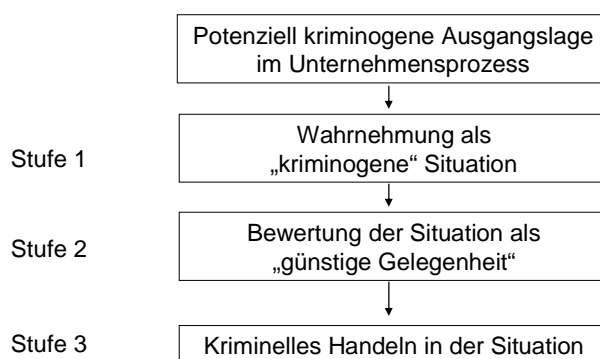 Potenziell kriminogene Ausgangslage
im Unternehmensprozess
Stufe 1
Wahrnehmung als
„kriminogene“ Situation
Stufe 2
Bewertung der Situation als
„günstige Gelegenheit“
Stufe 3
Kriminelles Handeln in der Situation